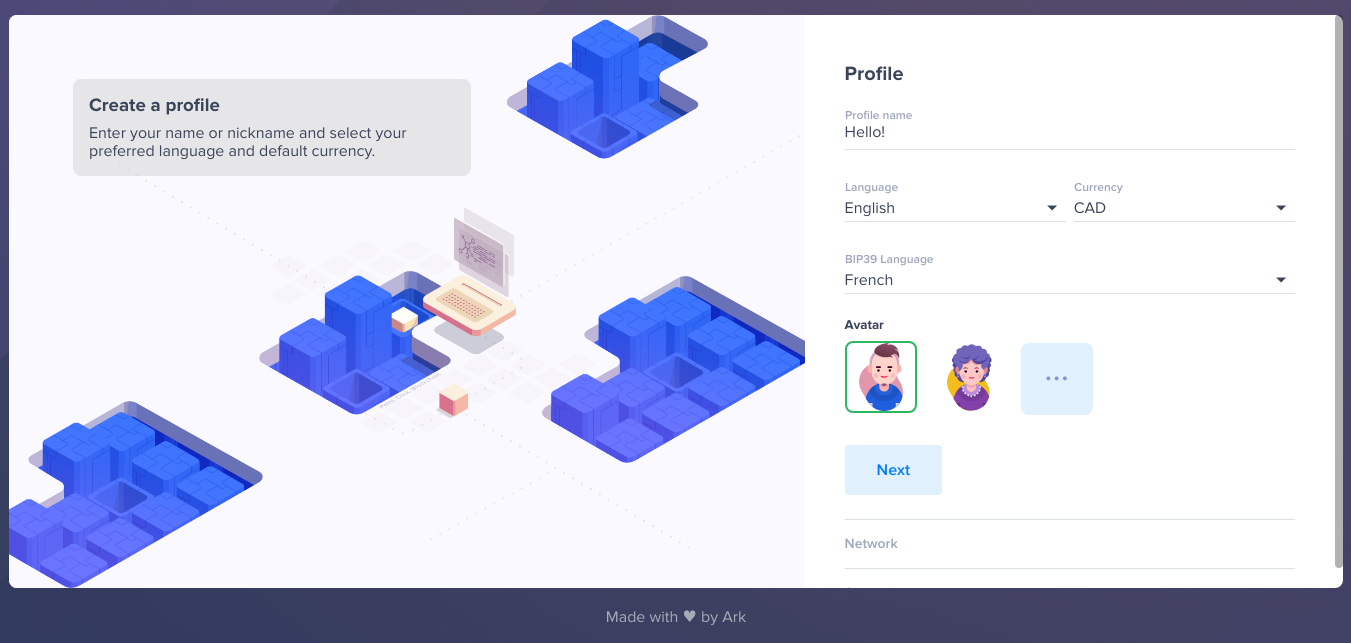 Create a profile
Enter your name or nickname and select your
preferred language and default currency.
Profile
Profile name
Hello!
Language
Currency
English
CAD
BIP39 Language
French
Avatar
Next
Network
Made with ♥ by Ark